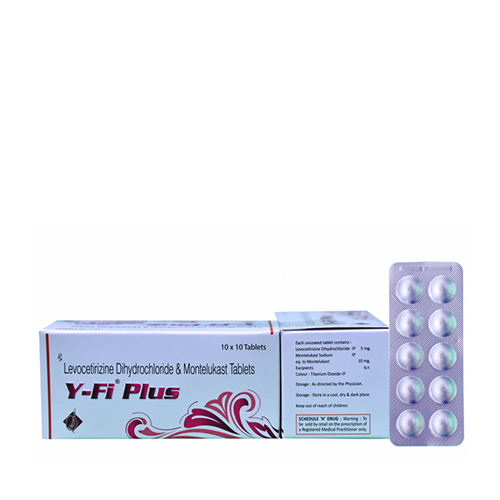 10 x 10 Tablets
Rx
Levocetirizine Dihydrochloride & Montelukast Tablets
Y-Fi® Plus
Y-Fi
Plus
Each uncoated tablet contains :
Levocetirizine Dihydrochloride IP 5 mg.
Montelukast Sodium IP
eq. to Montelukast 10 mg.
Excipients q.s.
Colour : Titanium Dioxide IP
Dosage : As directed by the Physician.
Storage : Store in a cool, dry & dark place.
Keep out of reach of children.
SCHEDULE 'H' DRUG : Warning : To
be sold by retail on the prescription of
a Registered Medical Practitioner only.